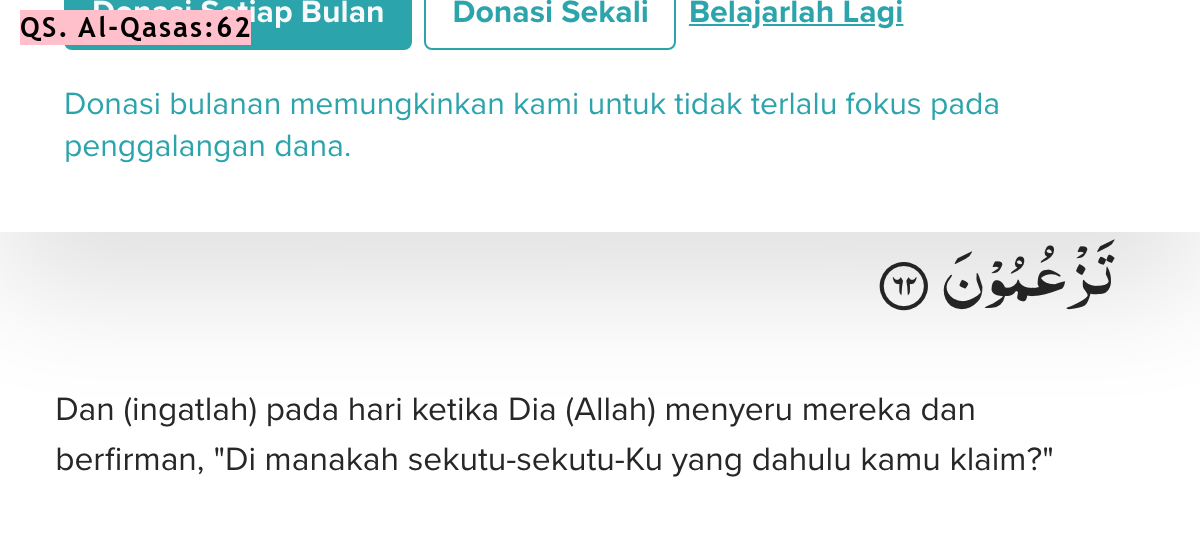 Donasi Setiap Bulan Donasi Sekali Belajarlah Lagi
QS. Al-Qasas:62
Donasi bulanan memungkinkan kami untuk tidak terlalu fokus pada
penggalangan dana.
تَزْعُمُوْنَ ٦٢
Dan (ingatlah) pada hari ketika Dia (Allah) menyeru mereka dan
berfirman, "Di manakah sekutu-sekutu-Ku yang dahulu kamu klaim?"